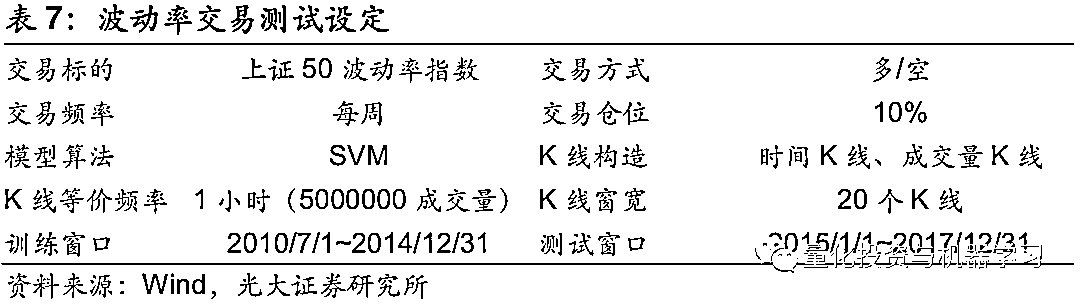 表 7：波动率交易测试设定
交易标的 上证 50 波动率指数 交易方式 多/空
交易频率 每周 交易仓位 10%
模型算法 SVM K 线构造 时间 K 线、成交量 K 线
K 线等价频率 1 小时（5000000 成交量） K 线窗宽 20 个 K 线
训练窗口 2010/7/1~2014/12/31 测试窗口 2015/1/1~2017/12/31
量化投资与机器学习
资料来源：Wind，光大证券研究所